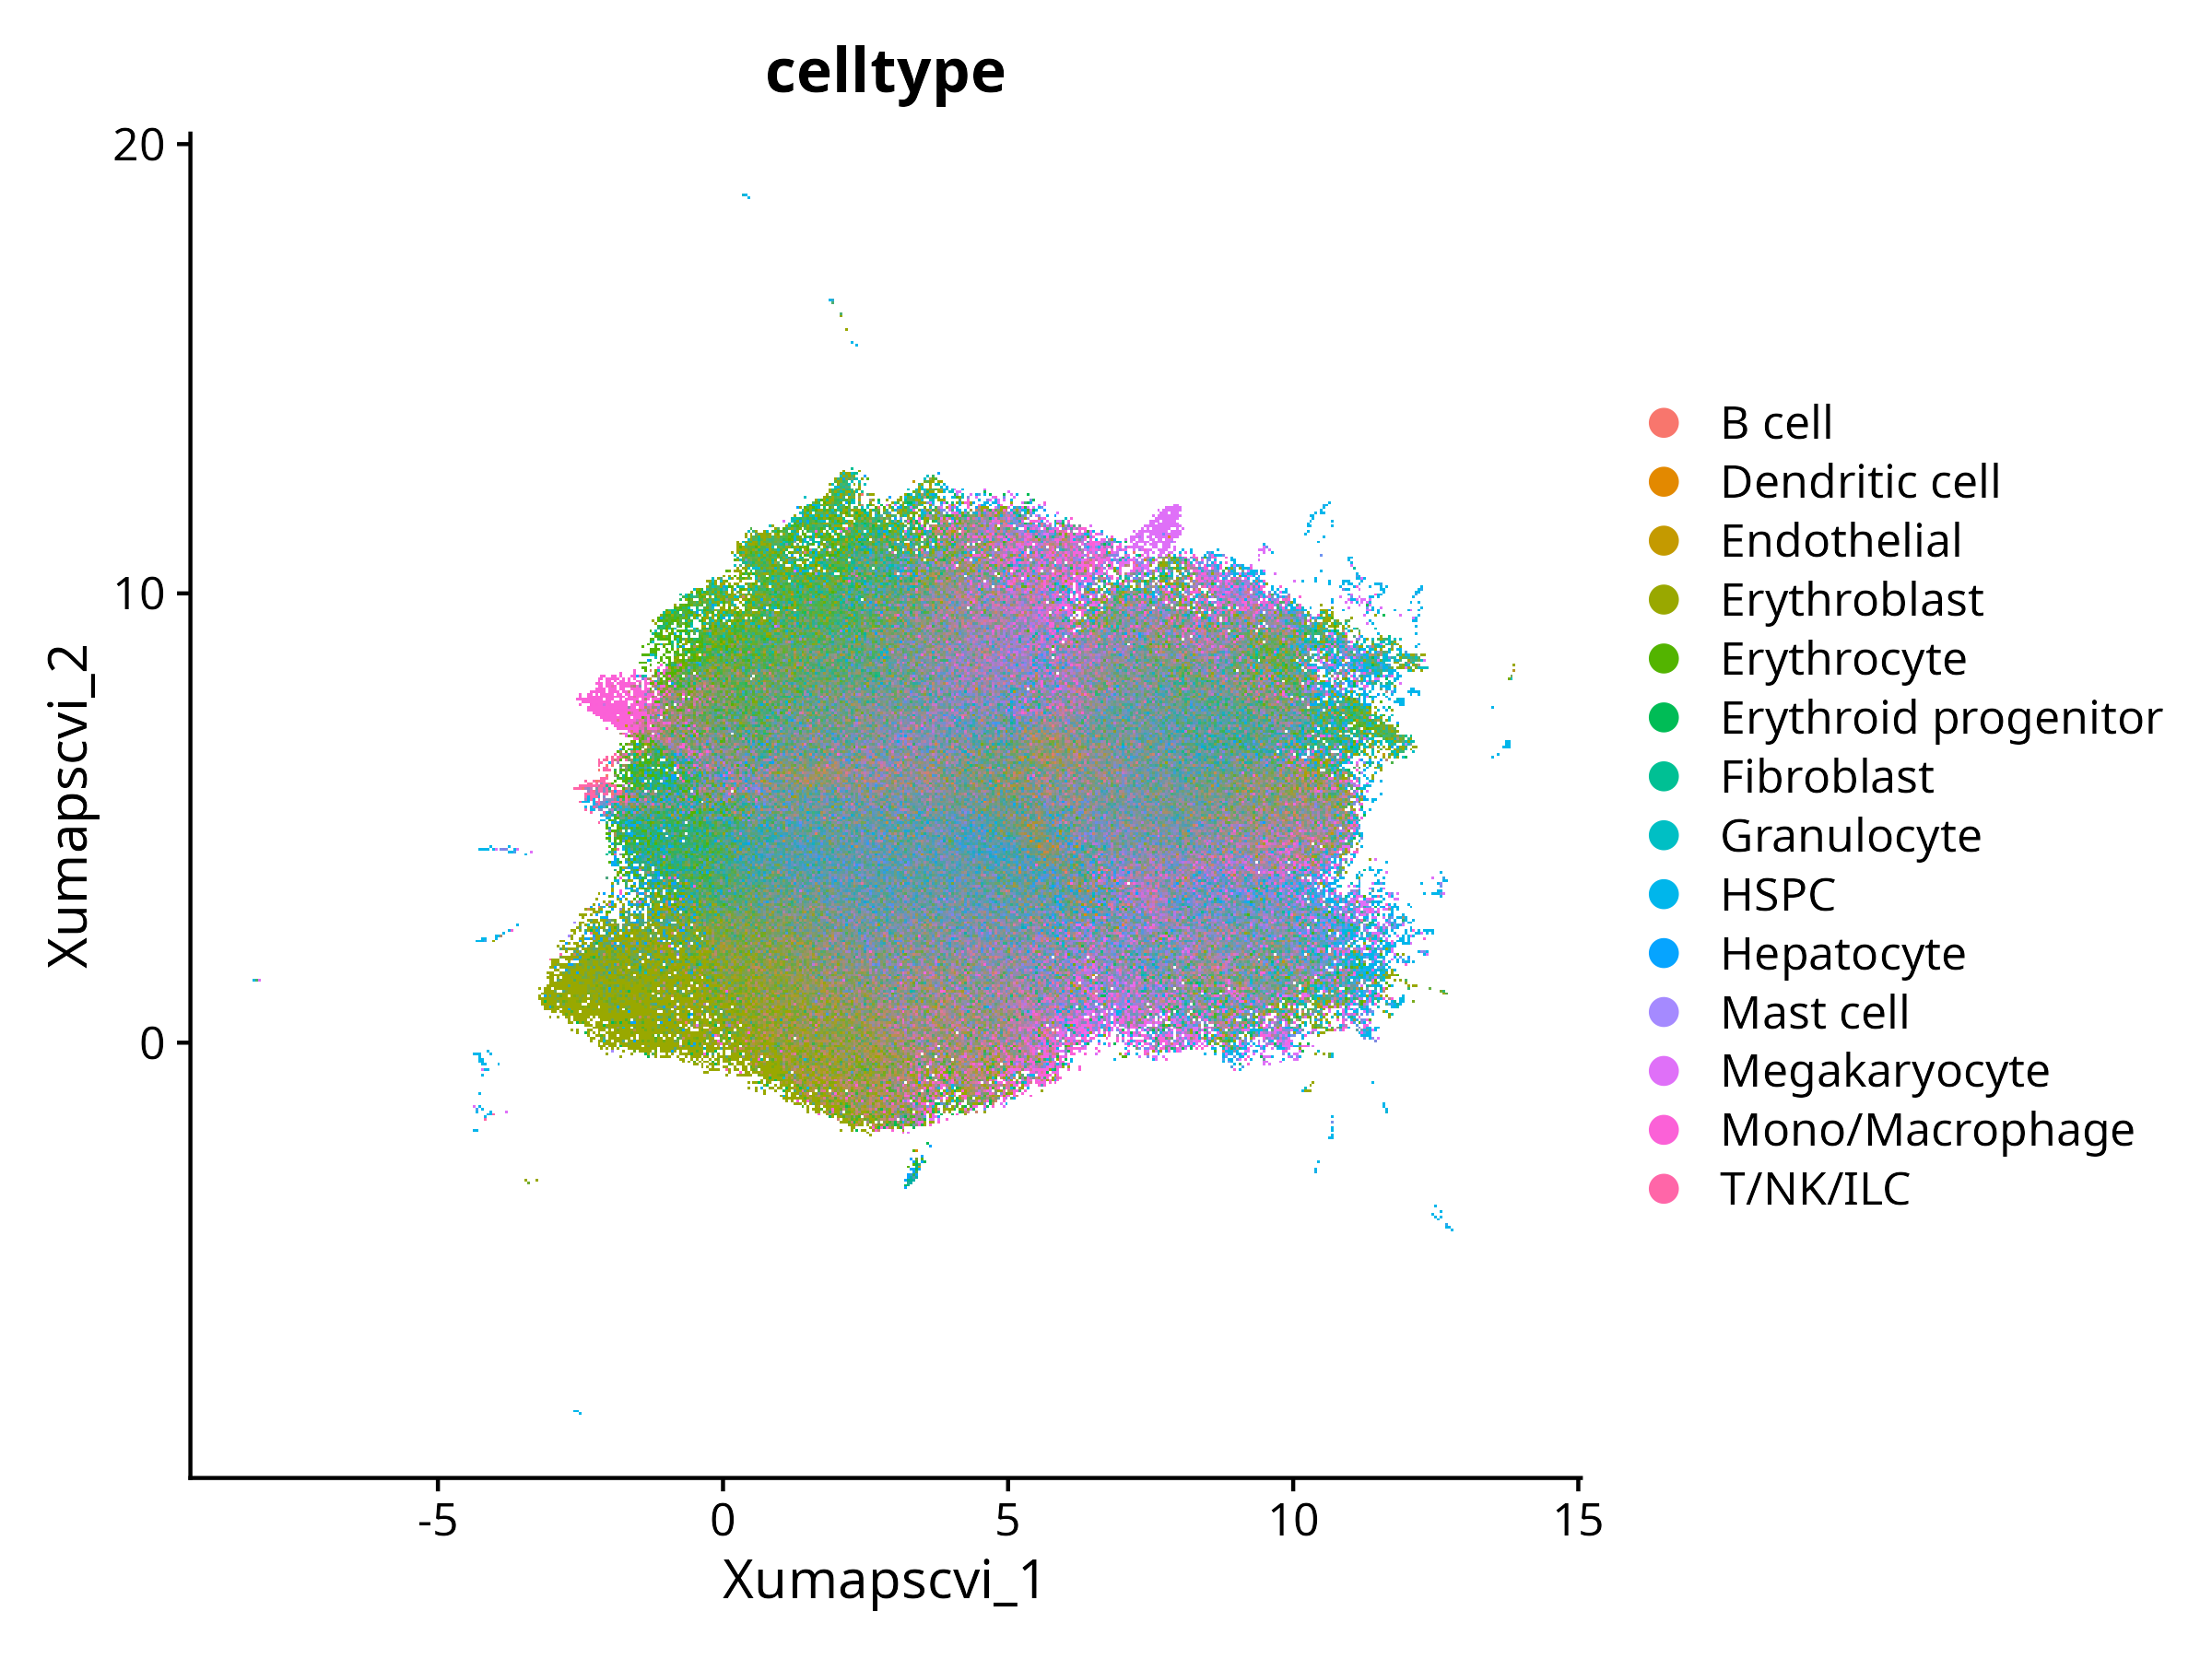 celltype
20
10
0
Xumapscvi_2
-5
0
5
10
15
Xumapscvi_1
B cell
Dendritic cell
Endothelial
Erythroblast
Erythrocyte
Erythroid progenitor
Fibroblast
Granulocyte
HSPC
Hepatocyte
Mast cell
Megakaryocyte
Mono/Macrophage
T/NK/ILC